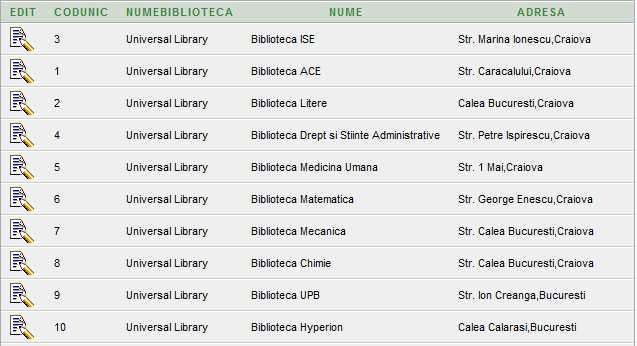 EDIT CODUNIC NUMEBIBLIOTECA NUME ADRESA
3 Universal Library Biblioteca ISE Str. Marina Ionescu,Craiova
1 Universal Library Biblioteca ACE Str. Caracalului,Craiova
2 Universal Library Biblioteca Litere Calea Bucuresti,Craiova
4 Universal Library Biblioteca Drept si Stiinte Administrative Str. Petre Ispirescu,Craiova
5 Universal Library Biblioteca Medicina Umana Str. 1 Mai,Craiova
6 Universal Library Biblioteca Matematica Str. George Enescu,Craiova
7 Universal Library Biblioteca Mecanica Str. Calea Bucuresti,Craiova
8 Universal Library Biblioteca Chimie Str. Calea Bucuresti,Craiova
9 Universal Library Biblioteca UPB Str. Ion Creanga,Bucuresti
10 Universal Library Biblioteca Hyperion Calea Calarasi,Bucuresti